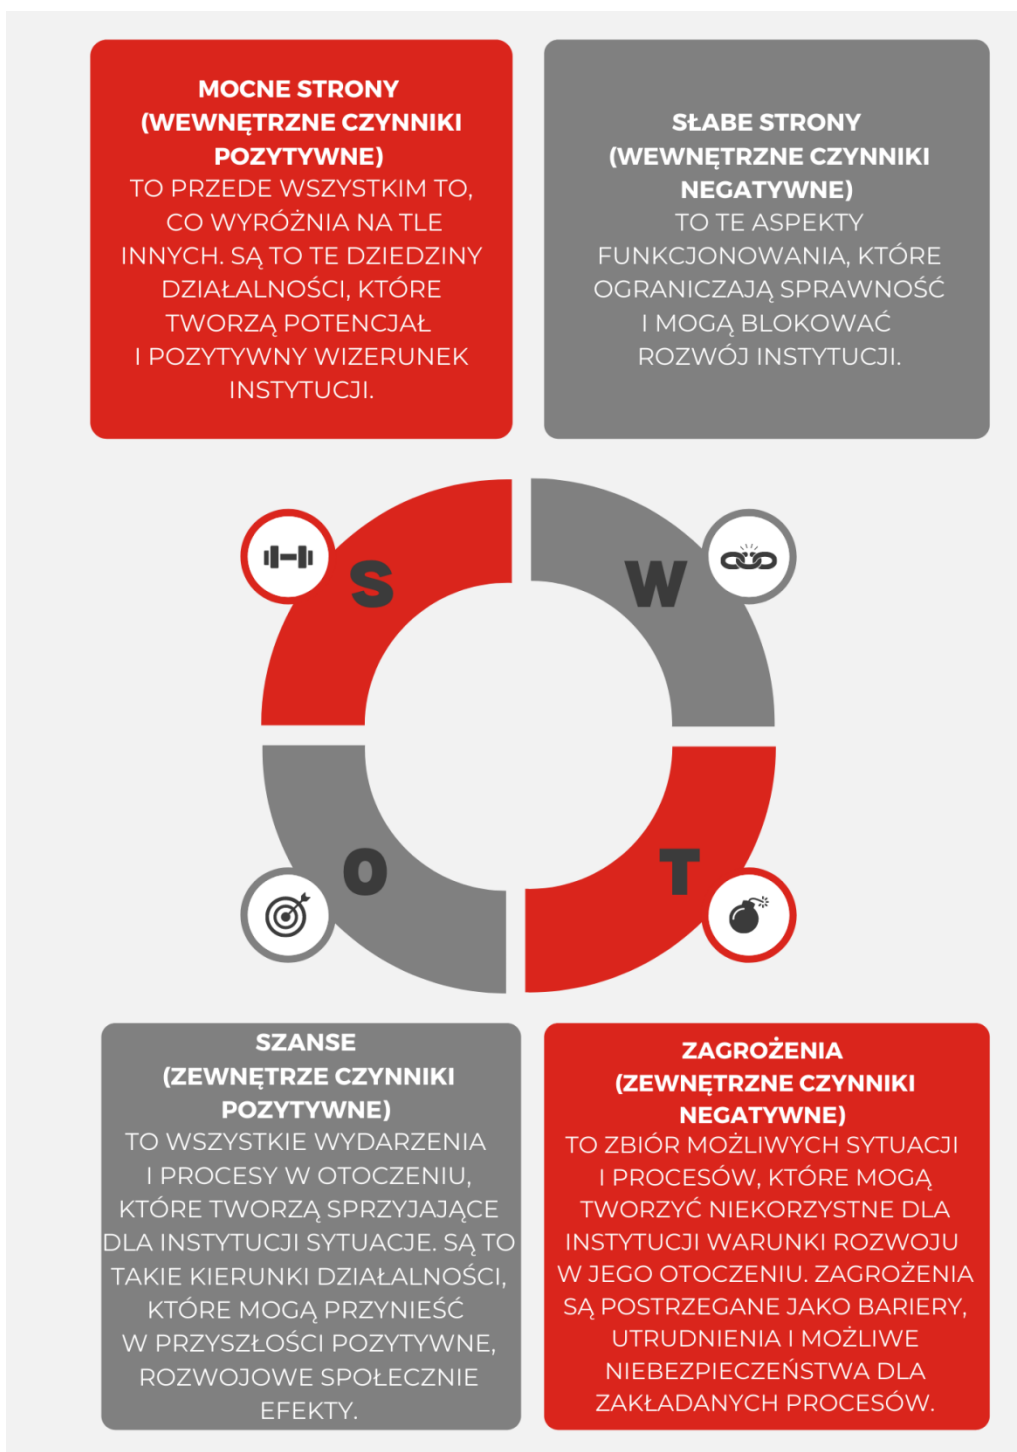 MOCNE STRONY
(WEWNĘTRZNE CZYNNIKI
POZYTYWNE)
TO PRZEDE WSZYSTKIM TO,
CO WYRÓŻNIA NA TLE
INNYCH. SĄ TO TE DZIEDZINY
DZIAŁALNOŚCI, KTÓRE
TWORZĄ POTENCJAŁ
I POZYTYWNY WIZERUNEK
INSTYTUCJI.
SŁABE STRONY
(WEWNĘTRZNE CZYNNIKI
NEGATYWNE)
TO TE ASPEKTY
FUNKCJONOWANIA, KTÓRE
OGRANICZAJĄ SPRAWNOŚĆ
I MOGĄ BLOKOWAĆ
ROZWÓJ INSTYTUCJI.
S
W
O
T
SZANSE
(ZEWNĘTRZE CZYNNIKI
POZYTYWNE)
TO WSZYSTKIE WYDARZENIA
I PROCESY W OTOCZENIU,
KTÓRE TWORZĄ SPRZYJAJĄCE
DLA INSTYTUCJI SYTUACJE. SĄ TO
TAKIE KIERUNKI DZIAŁALNOŚCI,
KTÓRE MOGĄ PRZYNIEŚĆ
W PRZYSZŁOŚCI POZYTYWNE,
ROZWOJOWE SPOŁECZNIE
EFEKTY.
ZAGROŻENIA
(ZEWNĘTRZNE CZYNNIKI
NEGATYWNE)
TO ZBIÓR MOŻLIWYCH SYTUACJI
I PROCESÓW, KTÓRE MOGĄ
TWORZYĆ NIEKORZYSTNE DLA
INSTYTUCJI WARUNKI ROZWOJU
W JEGO OTOCZENIU. ZAGROŻENIA
SĄ POSTRZEGANE JAKO BARIERY,
UTRUDNIENIA I MOŻLIWE
NIEBEZPIECZEŃSTWA DLA
ZAKŁADANYCH PROCESÓW.